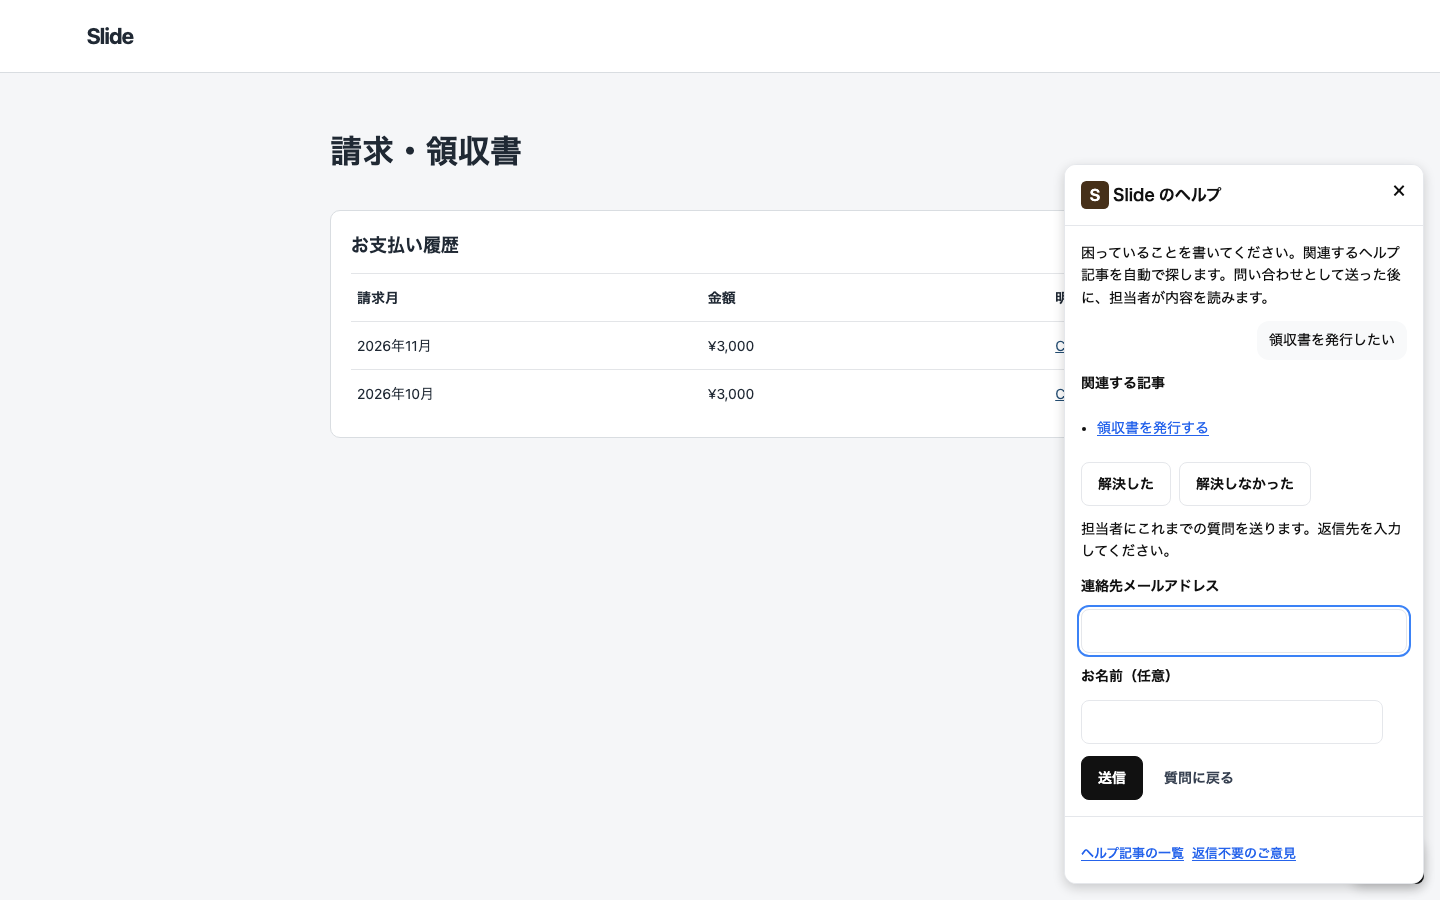 Slide
請求・領収書
お支払い履歴
請求月 金額
2026年11月 ¥3,000
2026年10月 ¥3,000
S Slide のヘルプ ×
困っていることを書いてください。関連するヘルプ
記事を自動で探します。問い合わせとして送った後
に、担当者が内容を読みます。
領収書を発行したい
関連する記事
• 領収書を発行する
解決した 解決しなかった
担当者にこれまでの質問を送ります。返信先を入力
してください。
連絡先メールアドレス
お名前（任意）
送信 質問に戻る
ヘルプ記事の一覧 返信不要のご意見